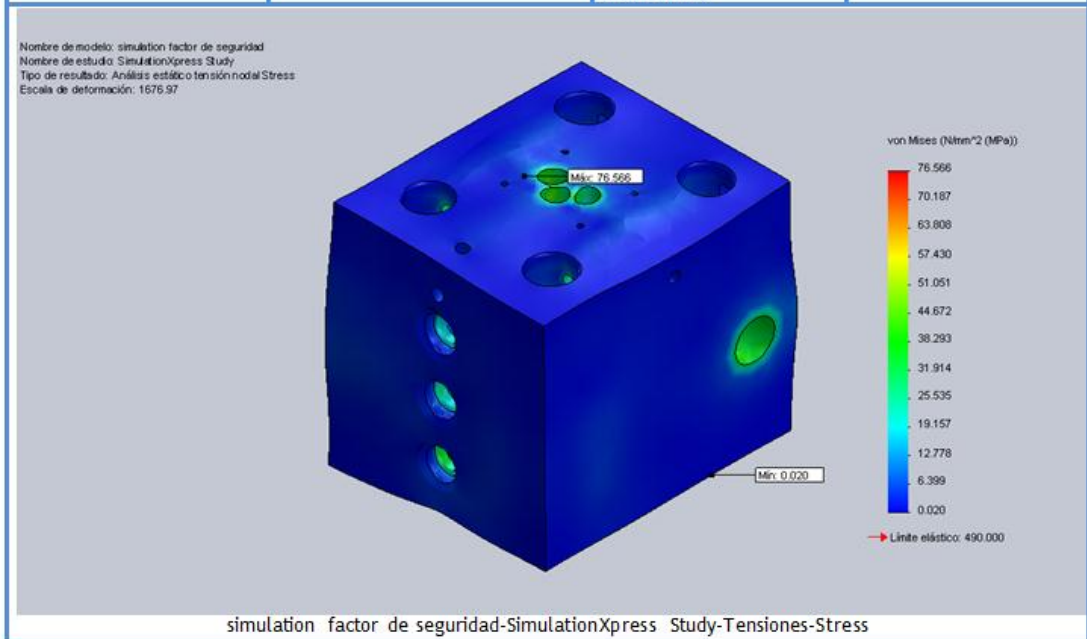 Nombre de modelo: simulation factor de seguridad
Nombre de estudio: SimulationXpress Study
Tipo de resultado: Análisis estático tensión nodal Stress
Escala de deformación: 1676.97
von Mises (N/mm^2 (MPa))
76.566
70.187
63.808
57.430
51.051
44.672
38.293
31.914
25.535
19.157
12.778
6.399
0.020
Límite elástico: 490.000
Máx: 76.566
Mín: 0.020
simulation factor de seguridad-SimulationXpress Study-Tensiones-Stress